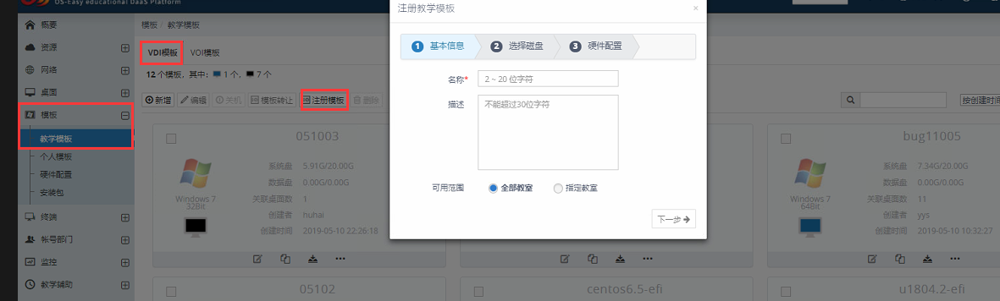 OS-Easy educational DaaS Platform
注册教学模板
×
概要
模板 / 教学模板
资源
网络
桌面
模板
教学模板
个人模板
硬件配置
安装包
终端
帐号部门
监控
教学辅助
VDI模板 VOI模板
12 个模板，其中： 1 个， 7 个
新增 编辑 关机 模板转让 注册模板 删除
按创建时间
1 基本信息 2 选择磁盘 3 硬件配置
名称* 2 ~ 20 位字符
描述 不能超过30位字符
可用范围 全部教室 指定教室
下一步
051003
系统盘 5.91G/20.00G
数据盘 0.00G/0.00G
关联桌面数 1
创建者 nuhai
创建时间 2019-05-10 22:26:18
Windows 7
32Bit
bug11005
系统盘 7.34G/20.00G
数据盘 0.00G/0.00G
关联桌面数 11
创建者 yys
创建时间 2019-05-10 10:32:27
Windows 7
64Bit
05102
centos6.5-efi
u1804.2-efi